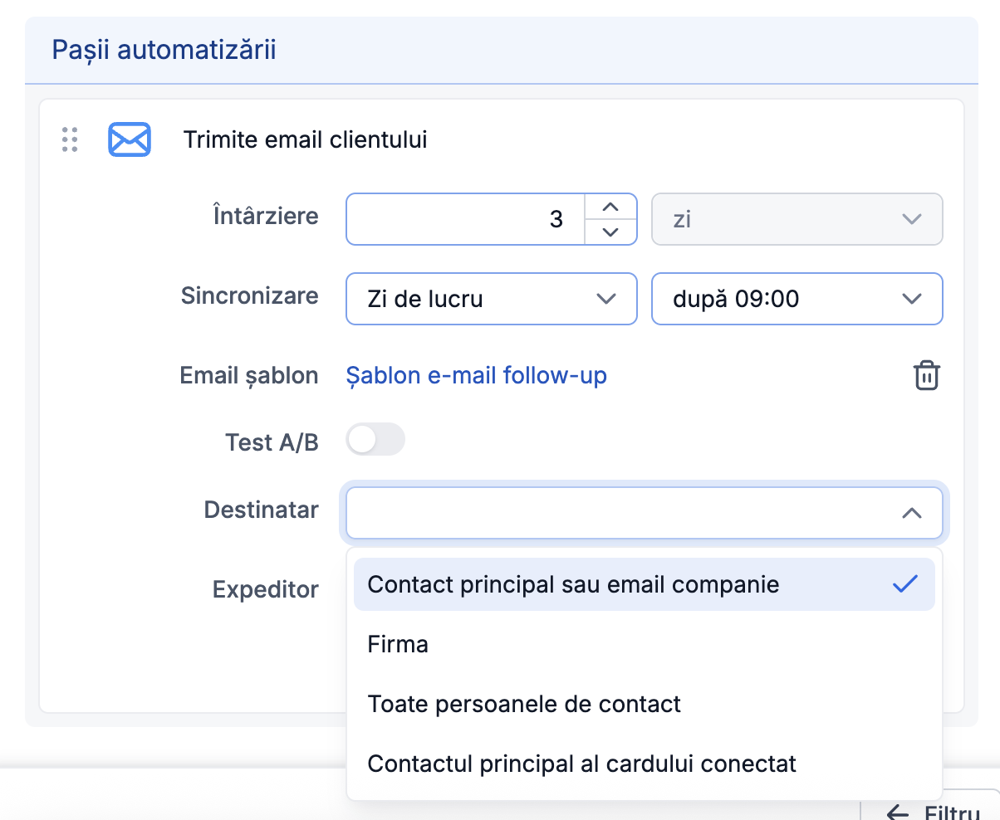 Pașii automatizării
Trimite email clientului
Întârziere 3 zi
Sincronizare Zi de lucru după 09:00
Email șablon Șablon e-mail follow-up
Test A/B
Destinatar
Expeditor
Contact principal sau email companie
Firma
Toate persoanele de contact
Contactul principal al cardului conectat
Filtru